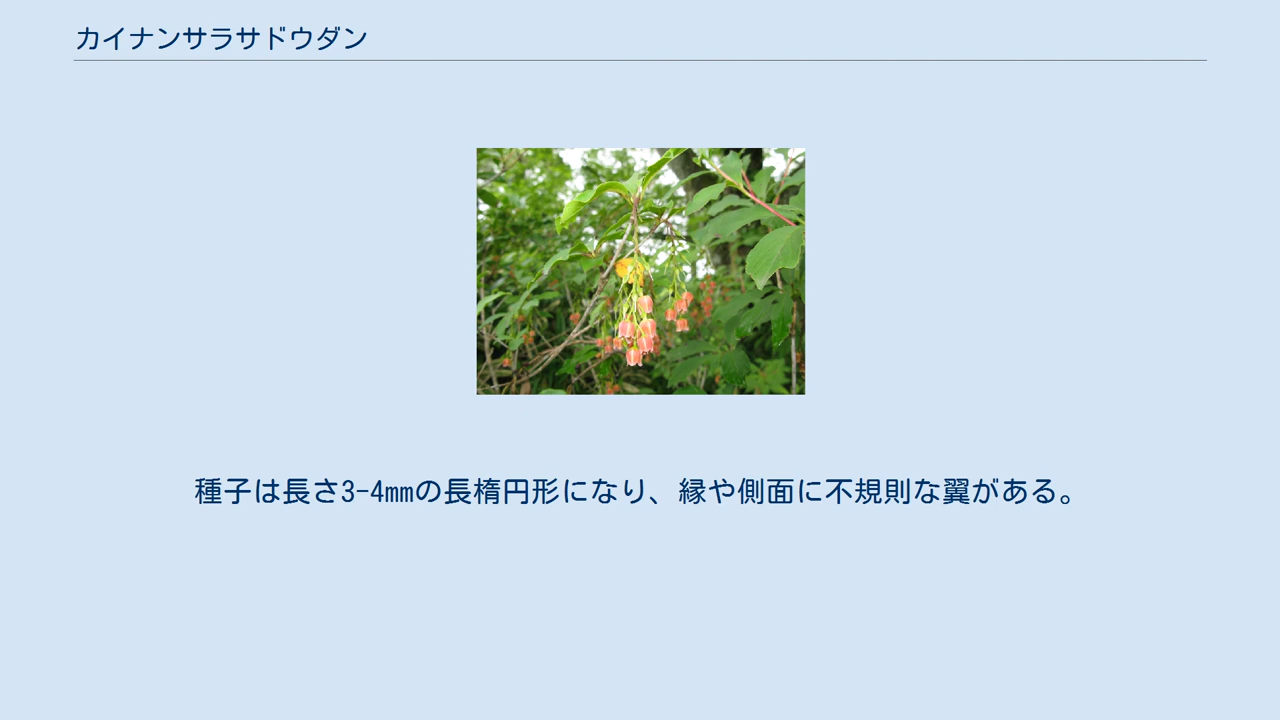 カイナンサラサドウダン
種子は長さ3-4mmの長楕円形になり、縁や側面に不規則な翼がある。